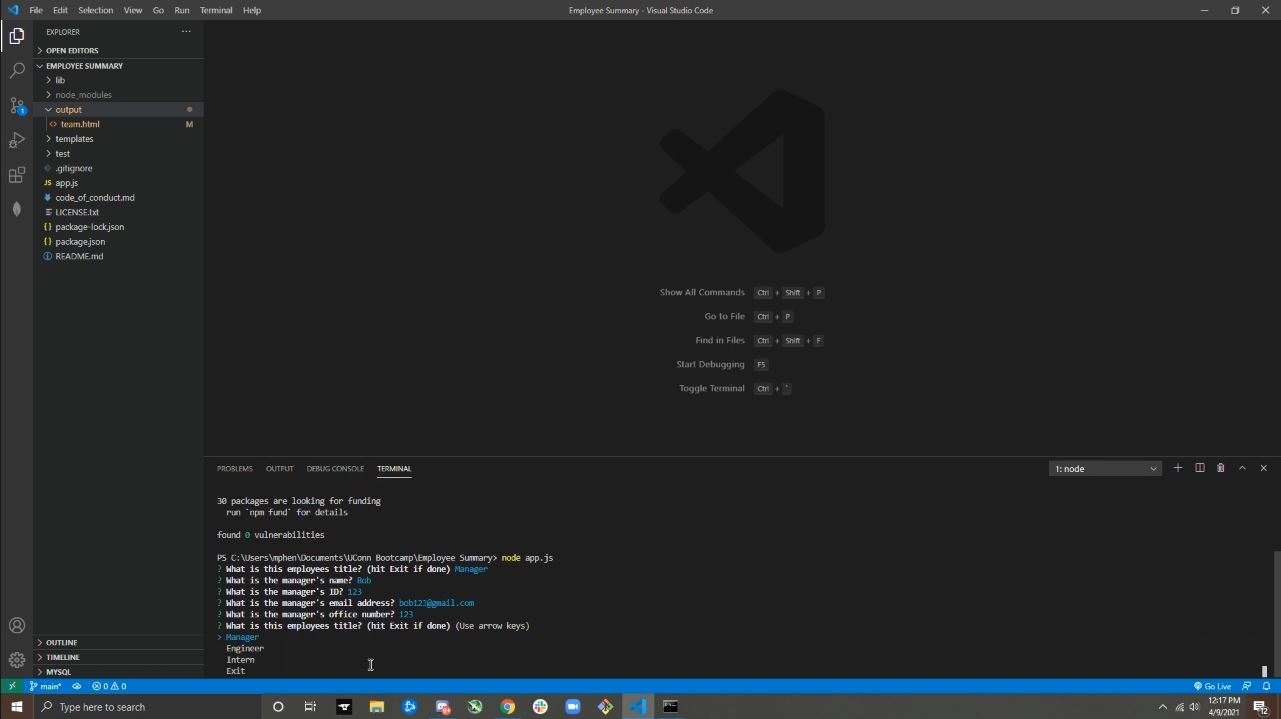 File Edit Selection View Go Run Terminal Help
Employee Summary - Visual Studio Code
EXPLORER
OPEN EDITORS
EMPLOYEE SUMMARY
lib
node_modules
output
<> team.html M
templates
test
.gitignore
JS app.js
code_of_conduct.md
LICENSE.txt
{} package-lock.json
{} package.json
README.md
OUTLINE
TIMELINE
MYSQL
1
Show All Commands Ctrl + Shift + P
Go to File Ctrl + P
Find in Files Ctrl + Shift + F
Start Debugging F5
Toggle Terminal Ctrl + `
PROBLEMS OUTPUT DEBUG CONSOLE TERMINAL
1: node
30 packages are looking for funding
run `npm fund` for details
found 0 vulnerabilities
PS C:\Users\mphen\Documents\UConn Bootcamp\Employee Summary> node app.js
? What is this employees title? (hit Exit if done) Manager
? What is the manager's name? Bob
? What is the manager's ID? 123
? What is the manager's email address? bob123@gmail.com
? What is the manager's office number? 123
? What is this employees title? (hit Exit if done) (Use arrow keys)
> Manager
Engineer
Intern
Exit
main* 0 0
Go Live
Type here to search
12:17 PM
4/9/2021
12